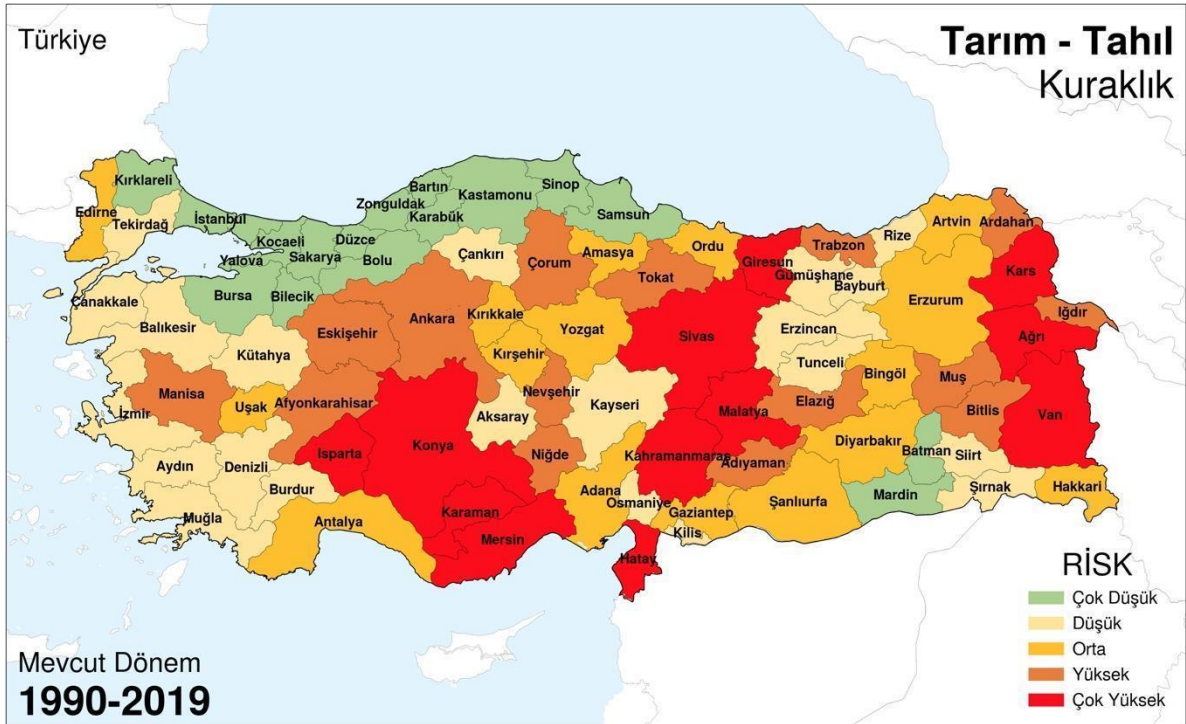 Türkiye
Tarım - Tahıl
Kuraklık
Kırklareli
Edirne
Tekirdağ
İstanbul
Kocaeli
Yalova
Sakarya
Düzce
Bolu
Zonguldak
Bartın
Karabük
Kastamonu
Sinop
Samsun
Çankırı
Çorum
Amasya
Ordu
Tokat
Giresun
Trabzon
Gümüşhane
Rize
Bayburt
Artvin
Ardahan
Kars
Iğdır
Ağrı
Erzurum
Çanakkale
Balıkesir
Bursa
Bilecik
Kütahya
Eskişehir
Ankara
Kırıkkale
Kırşehir
Yozgat
Sivas
Erzincan
Tunceli
Bingöl
Muş
Bitlis
Van
Manisa
İzmir
Uşak
Afyonkarahisar
Aksaray
Nevşehir
Kayseri
Malatya
Elazığ
Aydın
Denizli
Burdur
Isparta
Konya
Niğde
Kahramanmaraş
Adıyaman
Diyarbakır
Batman
Siirt
Muğla
Antalya
Karaman
Mersin
Adana
Osmaniye
Gaziantep
Kilis
Şanlıurfa
Mardin
Şırnak
Hakkari
Hatay
RİSK
Çok Düşük
Düşük
Orta
Yüksek
Çok Yüksek
Mevcut Dönem
1990-2019